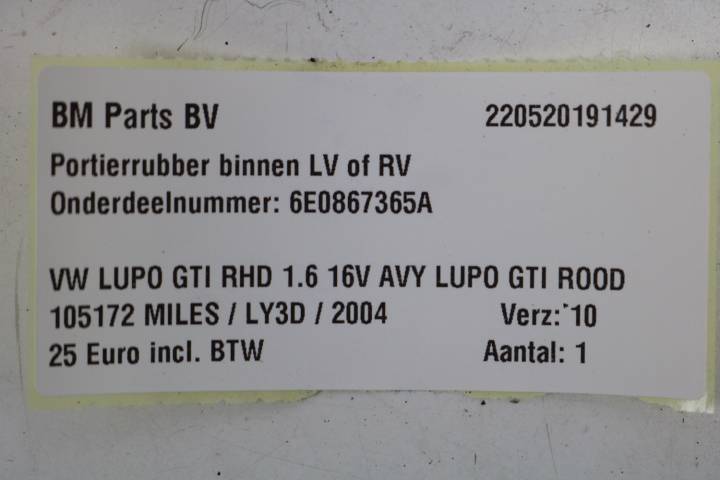 BM Parts BV 220520191429
Portierrubber binnen LV of RV
Onderdeelnummer: 6E0867365A
VW LUPO GTI RHD 1.6 16V AVY LUPO GTI ROOD
105172 MILES / LY3D / 2004 Verz: 10
25 Euro incl. BTW Aantal: 1